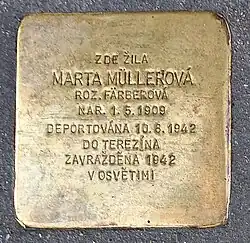 ZDE ŽILA
MARTA MÜLLEROVÁ
ROZ. FÄRBEROVÁ
NAR. 1. 5. 1909
DEPORTOVÁNA 10. 8. 1942
DO TEREZÍNA
ZAVRAŽDĚNA 1942
V OSVĚTIMI